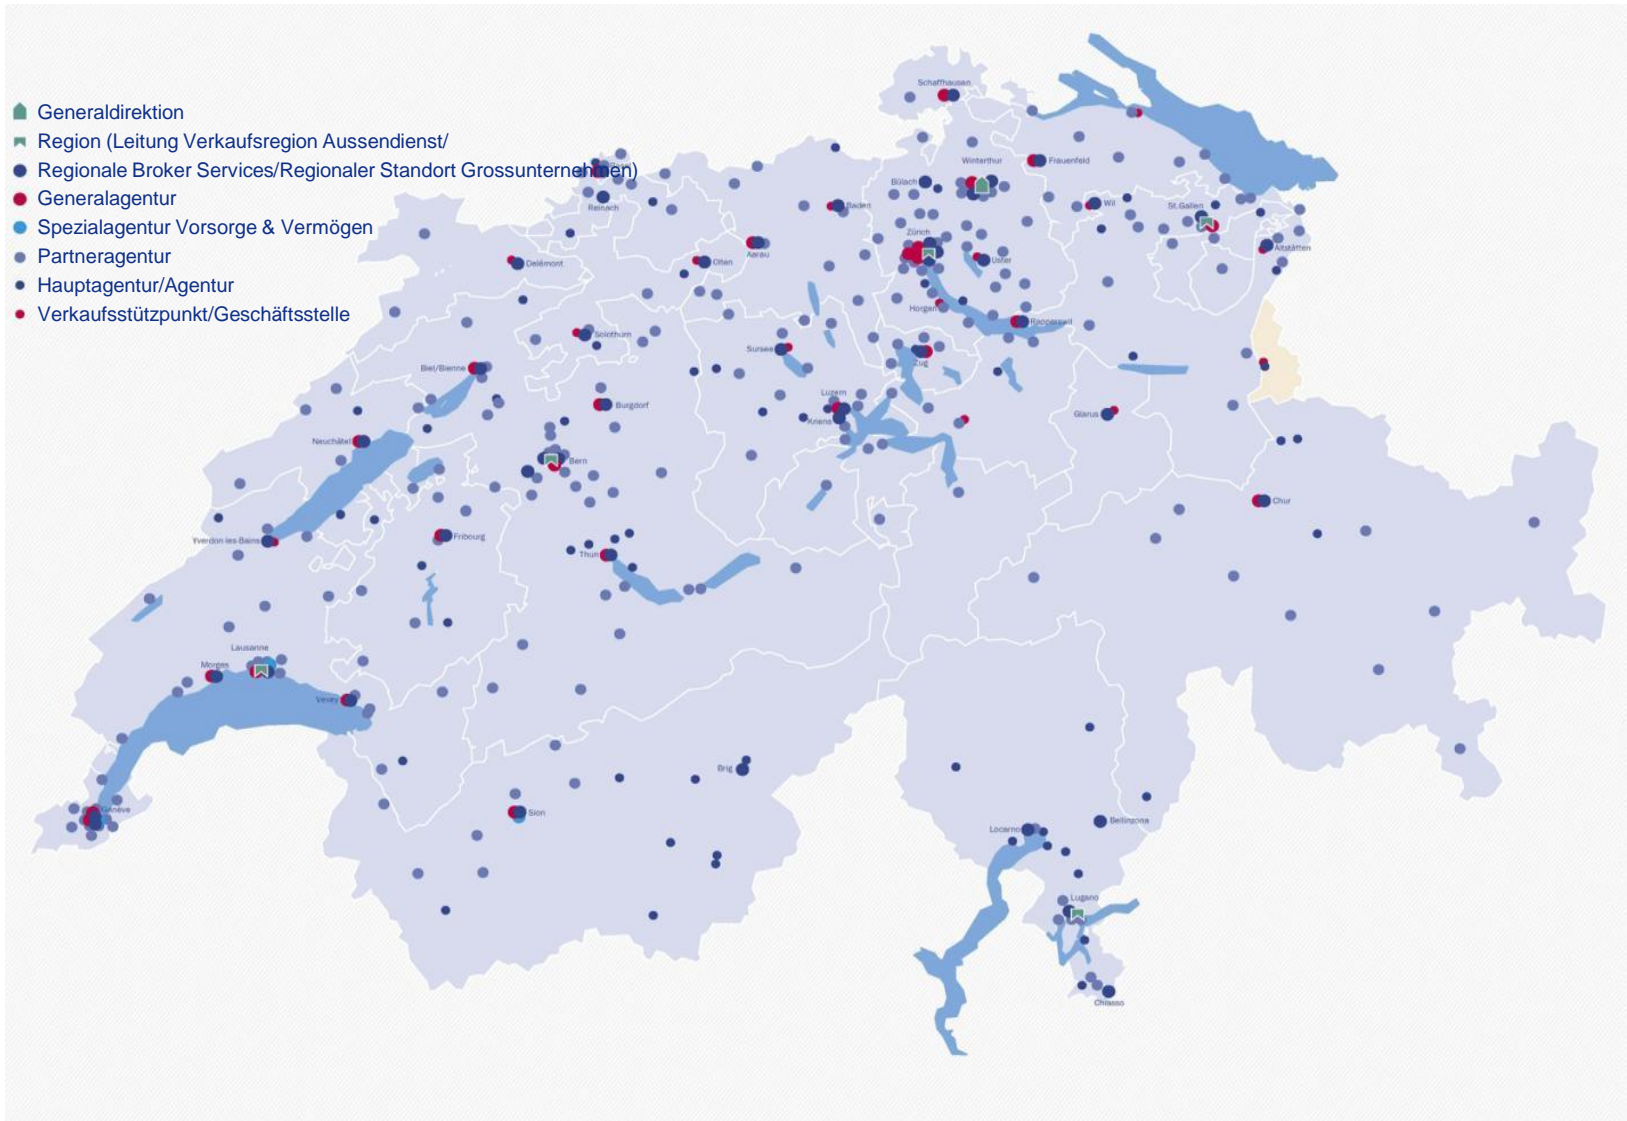 Generaldirektion
Region (Leitung Verkaufsregion Aussendienst/
Regionale Broker Services/Regionaler Standort Grossunternehmen)
Generalagentur
Spezialagentur Vorsorge & Vermögen
Partneragentur
Hauptagentur/Agentur
Verkaufsstützpunkt/Geschäftsstelle
Schaffhausen
Winterthur
Frauenfeld
Bülach
Reinach
Baden
Wil
St.Gallen
Zürich
Altstätten
Aarau
Delémont
Olten
Uster
Horgen
Rapperswil
Solothurn
Sursee
Zug
Biel/Bienne
Luzern
Burgdorf
Kriens
Glarus
Neuchâtel
Bern
Chur
Yverdon-les-Bains
Fribourg
Thun
Lausanne
Morges
Vevey
Brig
Genève
Sion
Locarno
Bellinzona
Lugano
Chiasso